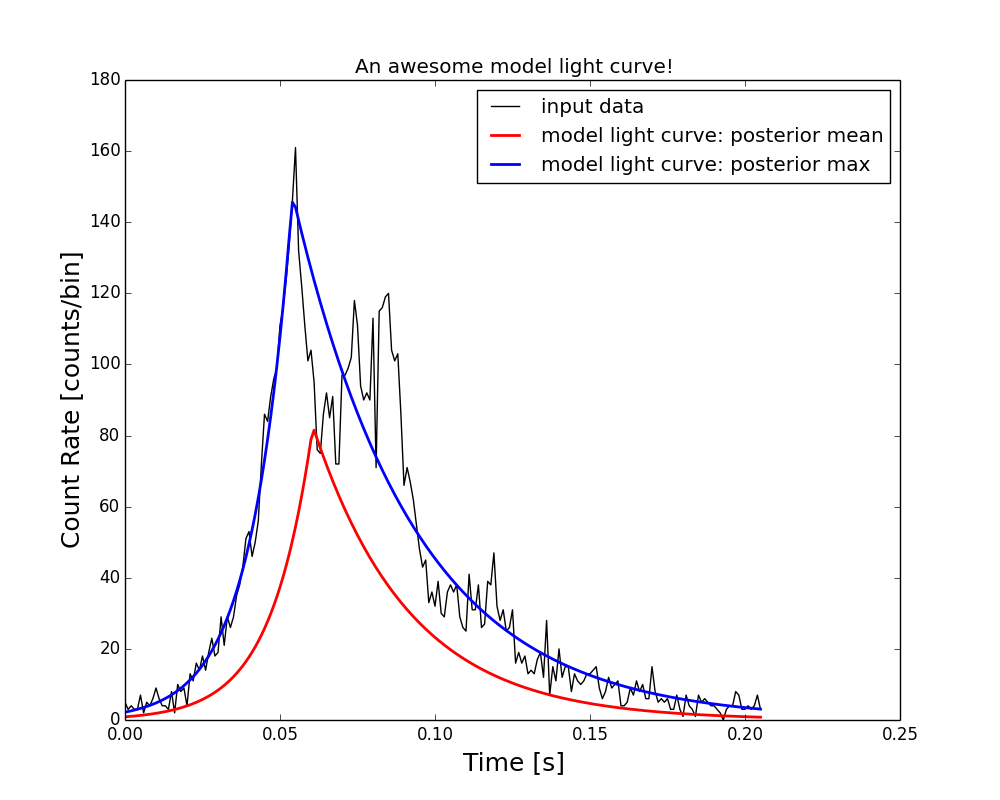 An awesome model light curve!
input data
model light curve: posterior mean
model light curve: posterior max
180
160
140
120
100
80
60
40
20
0
Count Rate [counts/bin]
0.00
0.05
0.10
0.15
0.20
0.25
Time [s]